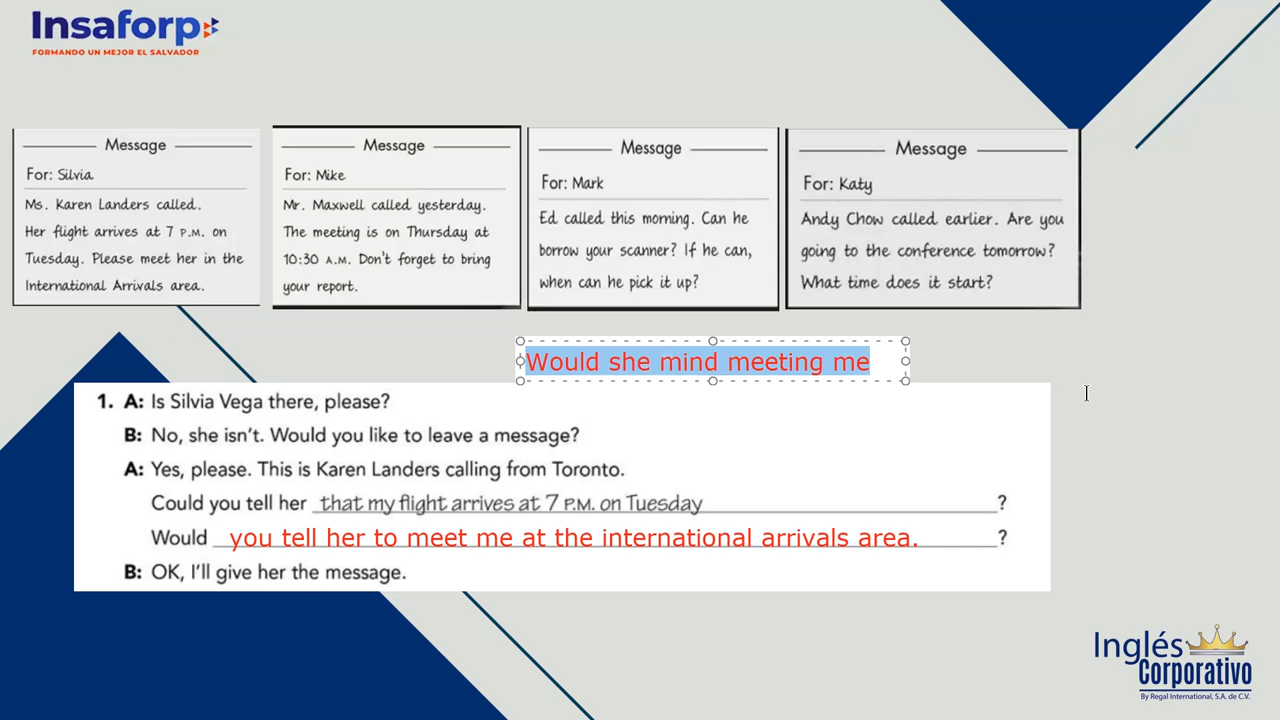 Insaforp
FORMANDO UN MEJOR EL SALVADOR
Message
For: Silvia
Ms. Karen Landers called.
Her flight arrives at 7 P.M. on
Tuesday. Please meet her in the
International Arrivals area.
Message
For: Mike
Mr. Maxwell called yesterday.
The meeting is on Thursday at
10:30 A.M. Don't forget to bring
your report.
Message
For: Mark
Ed called this morning. Can he
borrow your scanner? If he can,
when can he pick it up?
Message
For: Katy
Andy Chow called earlier. Are you
going to the conference tomorrow?
What time does it start?
Would she mind meeting me
1. A: Is Silvia Vega there, please?
B: No, she isn't. Would you like to leave a message?
A: Yes, please. This is Karen Landers calling from Toronto.
Could you tell her that my flight arrives at 7 P.M. on Tuesday ?
Would you tell her to meet me at the international arrivals area. ?
B: OK, I'll give her the message.
Inglés
Corporativo
By Regal International, S.A. de C.V.